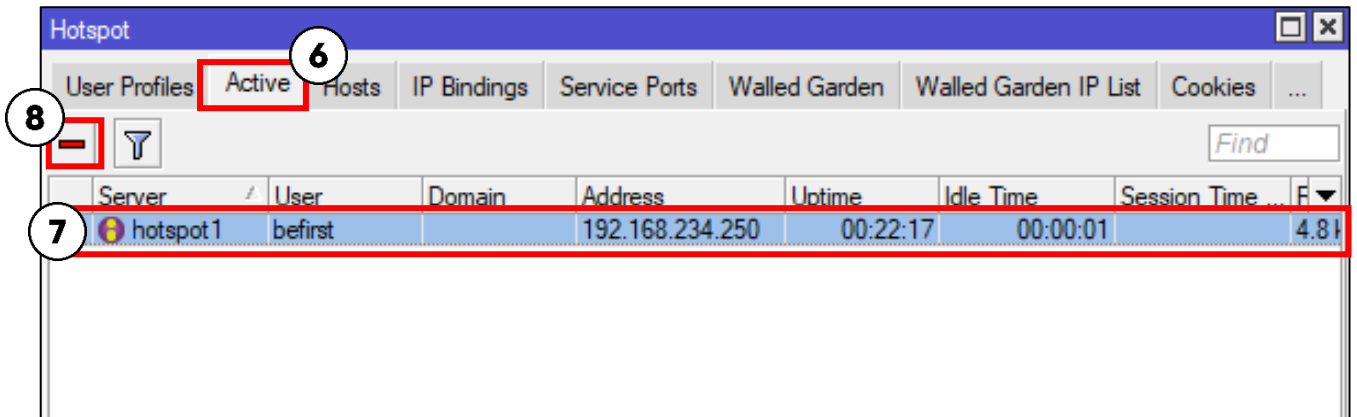 Hotspot
6
User Profiles Active Hosts IP Bindings Service Ports Walled Garden Walled Garden IP List Cookies ...
8
Find
Server User Domain Address Uptime Idle Time Session Time ...
7 hotspot1 befirst 192.168.234.250 00:22:17 00:00:01 4.8